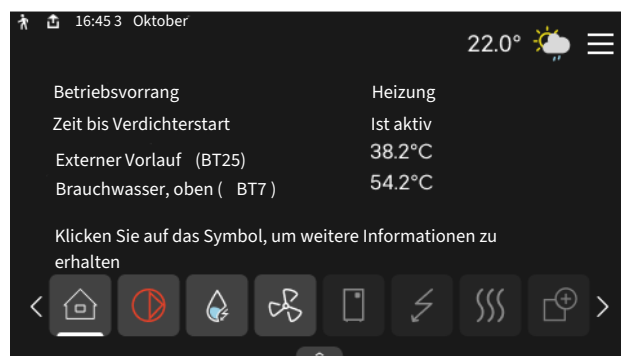 16:45 3 Oktober
22.0°
Betriebsvorrang Heizung
Zeit bis Verdichterstart Ist aktiv
Externer Vorlauf (BT25) 38.2°C
Brauchwasser, oben ( BT7 ) 54.2°C
Klicken Sie auf das Symbol, um weitere Informationen zu
erhalten